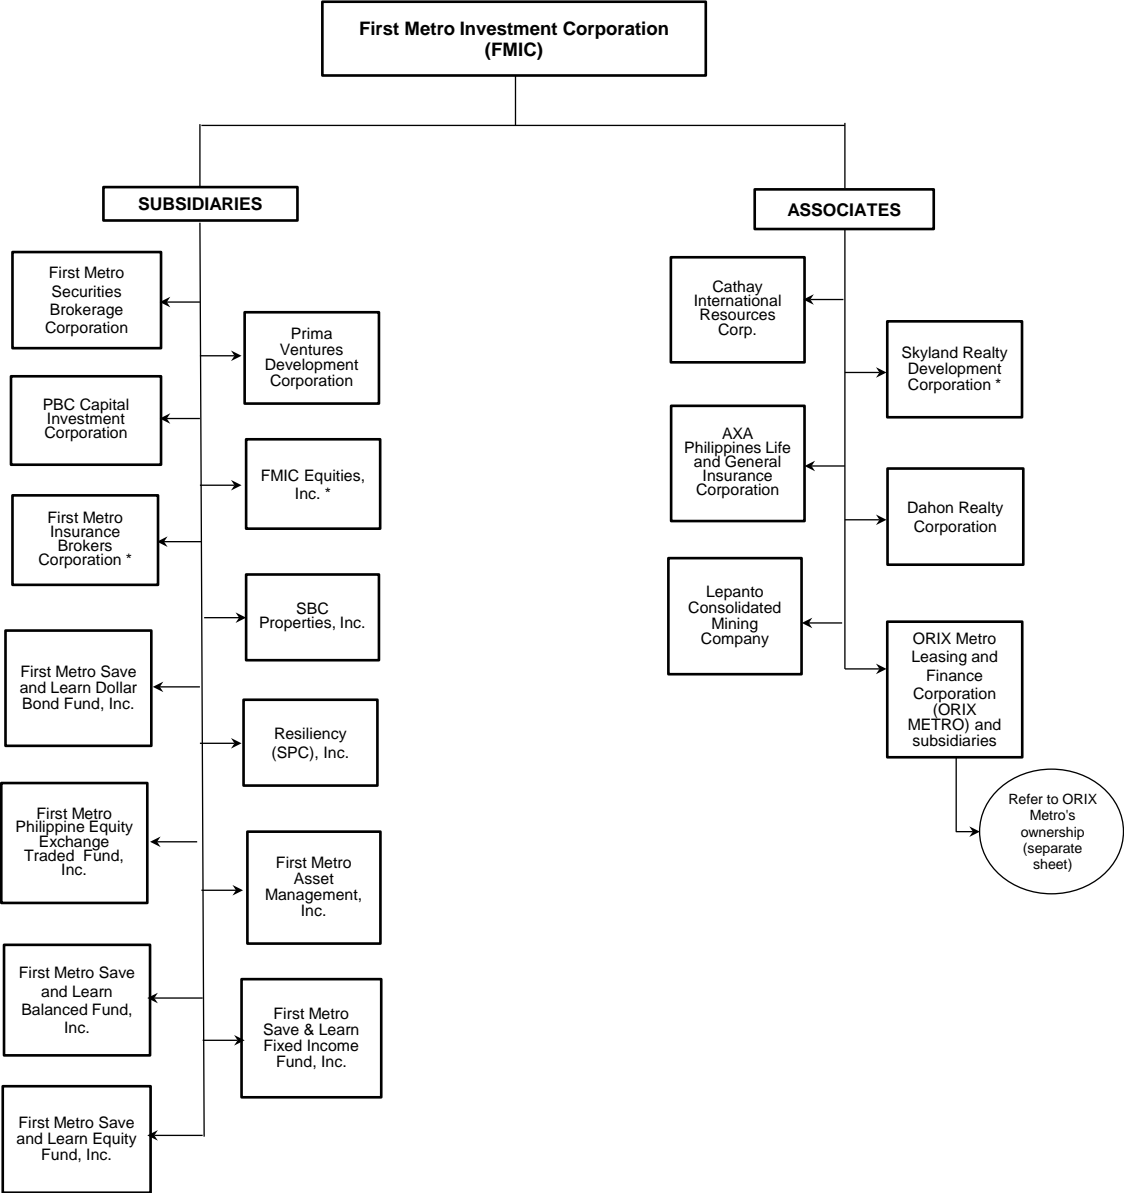 First Metro Investment Corporation
(FMIC)
SUBSIDIARIES
First Metro
Securities
Brokerage
Corporation
Prima
Ventures
Development
Corporation
PBC Capital
Investment
Corporation
FMIC Equities,
Inc. *
First Metro
Insurance
Brokers
Corporation *
SBC
Properties, Inc.
First Metro Save
and Learn Dollar
Bond Fund, Inc.
Resiliency
(SPC), Inc.
First Metro
Philippine Equity
Exchange
Traded Fund,
Inc.
First Metro
Asset
Management,
Inc.
First Metro Save
and Learn
Balanced Fund,
Inc.
First Metro
Save & Learn
Fixed Income
Fund, Inc.
First Metro Save
and Learn Equity
Fund, Inc.
ASSOCIATES
Cathay
International
Resources
Corp.
Skyland Realty
Development
Corporation *
AXA
Philippines Life
and General
Insurance
Corporation
Dahon Realty
Corporation
Lepanto
Consolidated
Mining
Company
ORIX Metro
Leasing and
Finance
Corporation
(ORIX
METRO) and
subsidiaries
Refer to ORIX
Metro's
ownership
(separate
sheet)